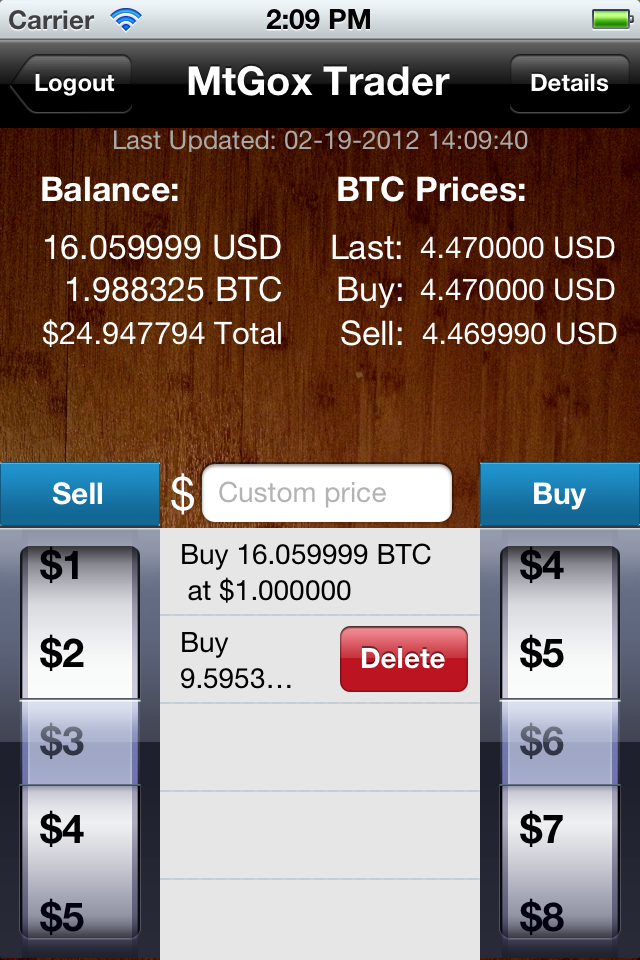 Carrier 2:09 PM
Logout MtGox Trader Details
Last Updated: 02-19-2012 14:09:40
Balance: BTC Prices:
16.059999 USD Last: 4.470000 USD
1.988325 BTC Buy: 4.470000 USD
$24.947794 Total Sell: 4.469990 USD
Sell $ Custom price Buy
Buy 16.059999 BTC
at $1.000000
Buy
9.5953…
Delete
$1
$2
$3
$4
$5
$4
$5
$6
$7
$8